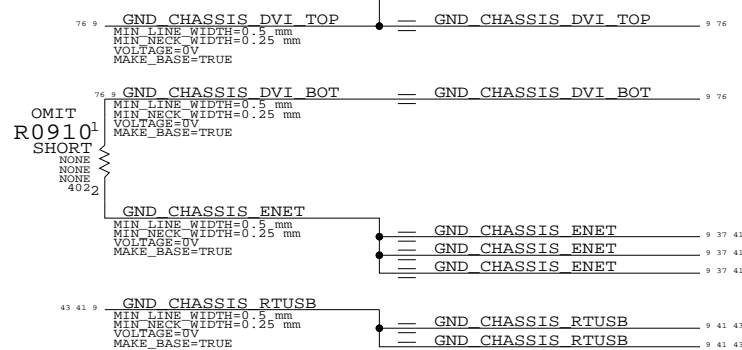 76 9 GND_CHASSIS_DVI_TOP GND_CHASSIS_DVI_TOP 9 76
MIN_LINE_WIDTH=0.5 mm
MIN_NECK_WIDTH=0.25 mm
VOLTAGE=0V
MAKE_BASE=TRUE
76 9 GND_CHASSIS_DVI_BOT GND_CHASSIS_DVI_BOT 9 76
MIN_LINE_WIDTH=0.5 mm
MIN_NECK_WIDTH=0.25 mm
VOLTAGE=0V
MAKE_BASE=TRUE
OMIT
R0910 1
SHORT
NONE
NONE
NONE
402 2
GND_CHASSIS_ENET
MIN_LINE_WIDTH=0.5 mm
MIN_NECK_WIDTH=0.25 mm
VOLTAGE=0V
MAKE_BASE=TRUE
GND_CHASSIS_ENET 9 37 41
GND_CHASSIS_ENET 9 37 41
GND_CHASSIS_ENET 9 37 41
43 41 9 GND_CHASSIS_RTUSB
MIN_LINE_WIDTH=0.5 mm
MIN_NECK_WIDTH=0.25 mm
VOLTAGE=0V
MAKE_BASE=TRUE
GND_CHASSIS_RTUSB 9 41 43
GND_CHASSIS_RTUSB 9 41 43